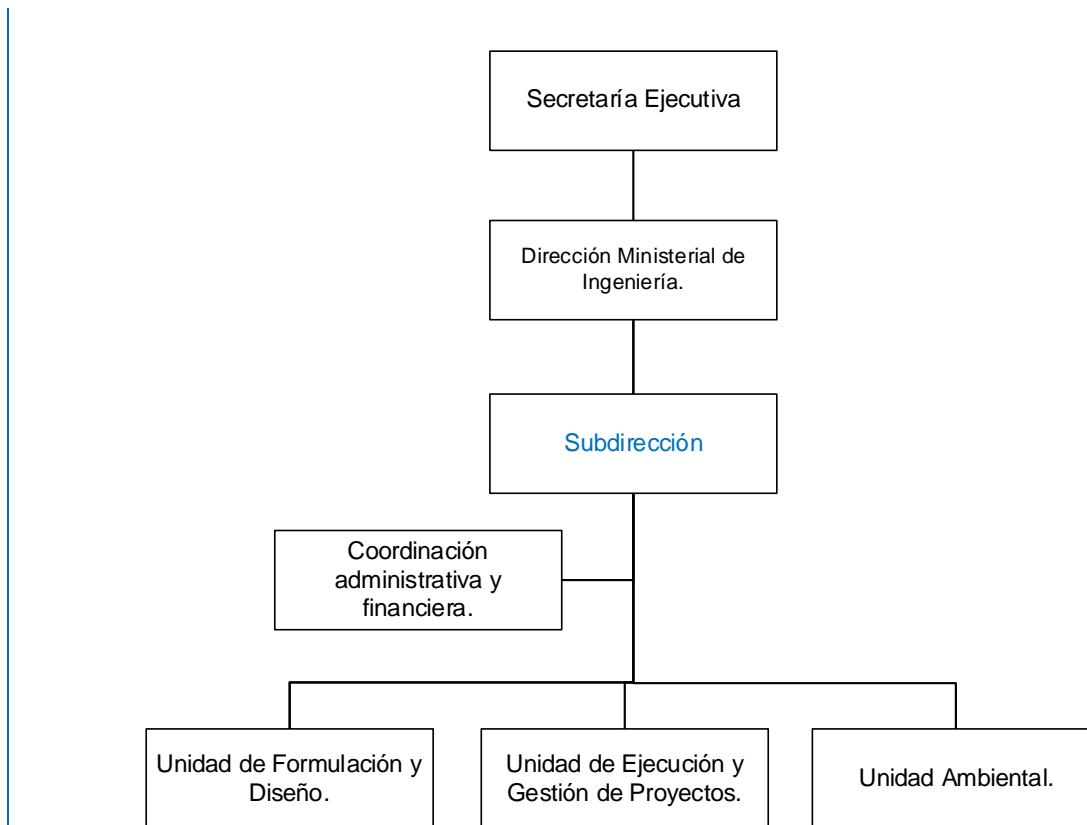 Secretaría Ejecutiva
Dirección Ministerial de
Ingeniería.
Subdirección
Coordinación
administrativa y
financiera.
Unidad de Formulación y
Diseño.
Unidad de Ejecución y
Gestión de Proyectos.
Unidad Ambiental.